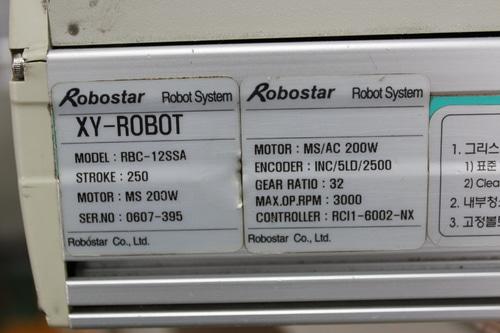 Robostar Robot System
XY-ROBOT
MODEL : RBC-12SSA
STROKE : 250
MOTOR : MS 200W
SER.NO : 0607-395
Robostar Co., Ltd.
Robostar Robot System
MOTOR : MS/AC 200W
ENCODER : INC/5LD/2500
GEAR RATIO : 32
MAX.OP.RPM : 3000
CONTROLLER : RCI1-6002-NX
Robostar Co., Ltd.
1. 그리스
1) 표준
2) Clea
2. 내부청
3. 고정볼트